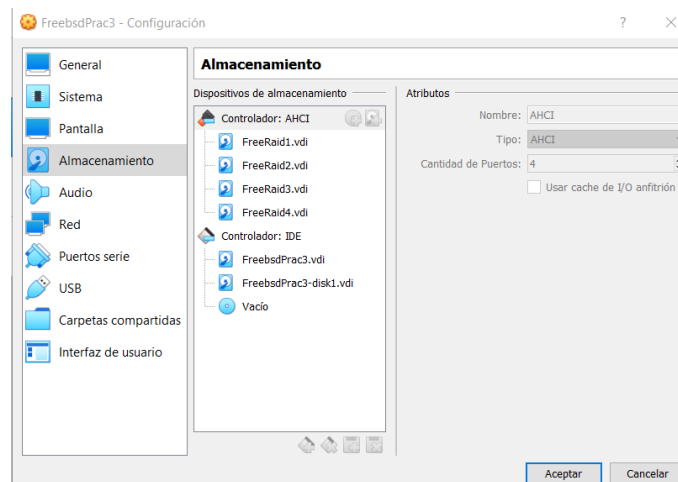 FreebsdPrac3 - Configuración
?
General
Sistema
Pantalla
Almacenamiento
Audio
Red
Puertos serie
USB
Carpetas compartidas
Interfaz de usuario
Almacenamiento
Dispositivos de almacenamiento
Controlador: AHCI
FreeRaid1.vdi
FreeRaid2.vdi
FreeRaid3.vdi
FreeRaid4.vdi
Controlador: IDE
FreebsdPrac3.vdi
FreebsdPrac3-disk1.vdi
Vacío
Atributos
Nombre: AHCI
Tipo: AHCI
Cantidad de Puertos: 4
Usar cache de I/O anfitrión
Aceptar Cancelar